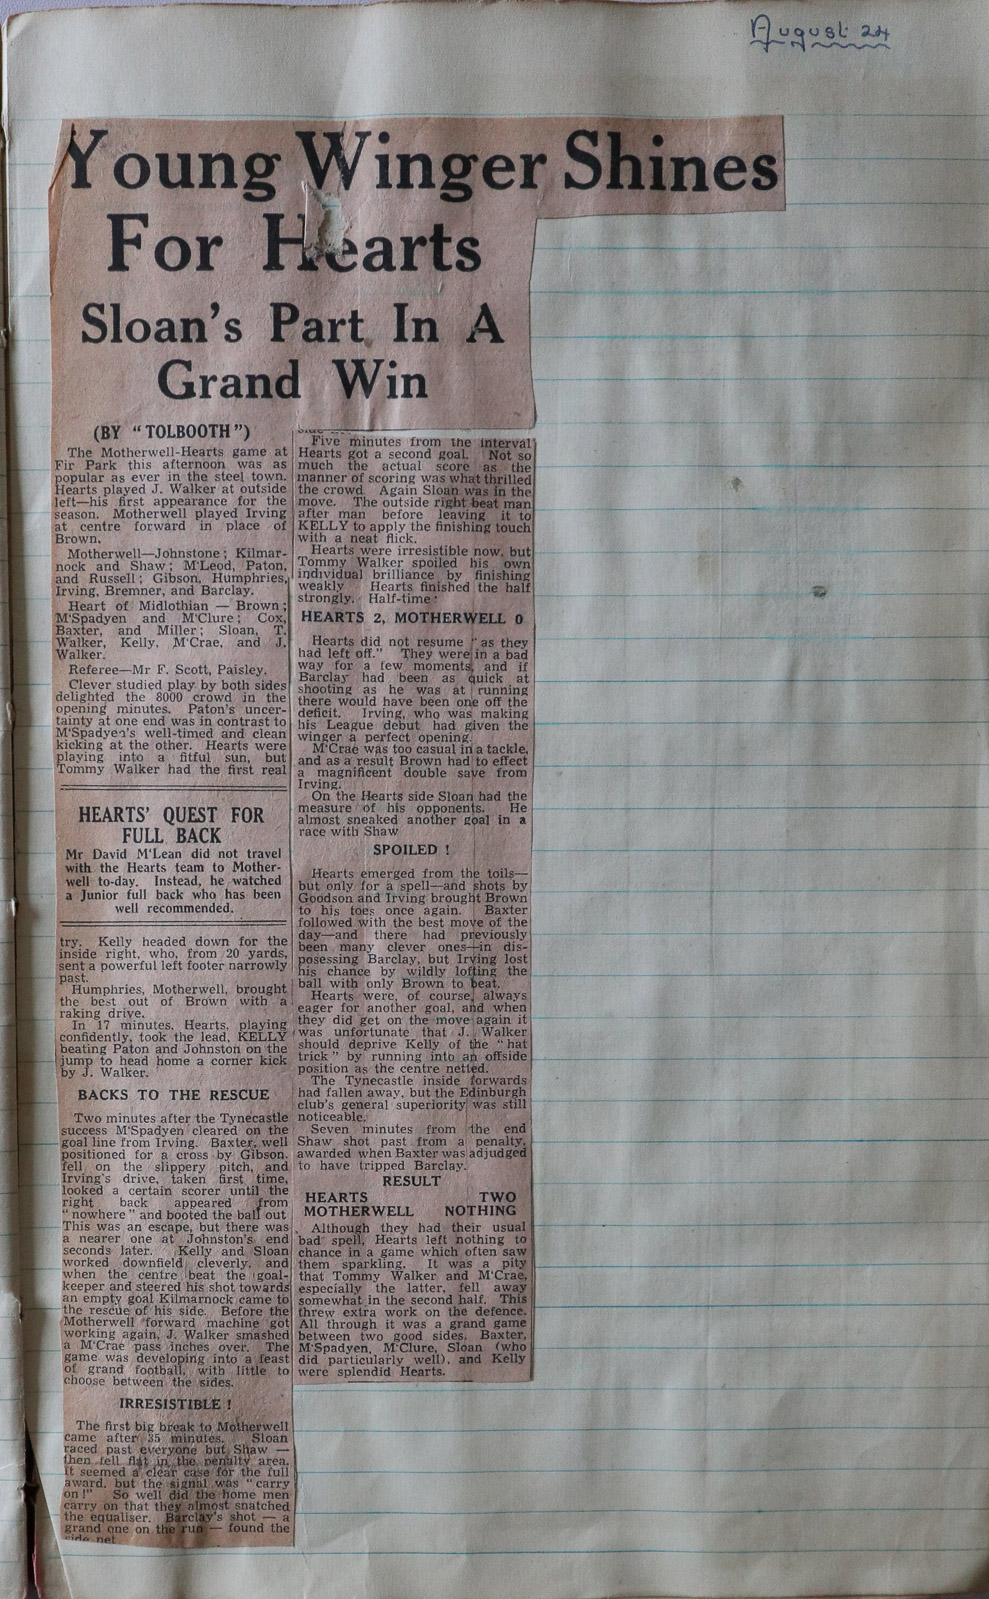 August 24
Young Winger Shines
For Hearts
Sloan's Part In A
Grand Win
(BY "TOLBOOTH")
The Motherwell-Hearts game at
Fir Park this afternoon was as
popular as ever in the steel town.
Hearts played J. Walker at outside
left—his first appearance for the
season. Motherwell played Irving
at centre forward in place of
Brown.
Motherwell—Johnstone; Kilmar-
nock and Shaw; M'Leod, Paton,
and Russell; Gibson, Humphries,
Irving, Bremner, and Barclay.
Heart of Midlothian — Brown;
M'Spadyen and M'Clure; Cox,
Baxter, and Miller; Sloan, T.
Walker, Kelly, M'Crae, and J.
Walker.
Referee—Mr F. Scott, Paisley.
Clever studied play by both sides
delighted the 8000 crowd in the
opening minutes. Paton's uncer-
tainty at one end was in contrast to
M'Spadyen's well-timed and clean
kicking at the other. Hearts were
playing into a fitful sun, but
Tommy Walker had the first real
HEARTS' QUEST FOR
FULL BACK
Mr David M'Lean did not travel
with the Hearts team to Mother-
well to-day. Instead, he watched
a Junior full back who has been
well recommended.
try. Kelly headed down for the
inside right, who, from 20 yards,
sent a powerful left footer narrowly
past.
Humphries, Motherwell, brought
the best out of Brown with a
raking drive.
In 17 minutes, Hearts, playing
confidently, took the lead, KELLY
beating Paton and Johnston on the
jump to head home a corner kick
by J. Walker.
BACKS TO THE RESCUE
Two minutes after the Tynecastle
success M'Spadyen cleared on the
goal line from Irving. Baxter, well
positioned for a cross by Gibson,
fell on the slippery pitch, and
Irving's drive, taken first time,
looked a certain scorer until the
right back appeared from
"nowhere" and booted the ball out
This was an escape, but there was
a nearer one at Johnston's end
seconds later. Kelly and Sloan
worked downfield cleverly, and
when the centre beat the goal-
keeper and steered his shot towards
an empty goal Kilmarnock came to
the rescue of his side. Before the
Motherwell forward machine got
working again, J. Walker smashed
a M'Crae pass inches over. The
game was developing into a feast
of grand football, with little to
choose between the sides.
IRRESISTIBLE !
The first big break to Motherwell
came after 35 minutes. Sloan
raced past everyone but Shaw —
then fell flat in the penalty area.
It seemed a clear case for the full
award, but the signal was "carry
on!" So well did the home men
carry on that they almost snatched
the equaliser. Barclay's shot — a
grand one on the run — found the
side net
Five minutes from the interval
Hearts got a second goal. Not so
much the actual score as the
manner of scoring was what thrilled
the crowd. Again Sloan was in the
move. The outside right beat man
after man before leaving it to
KELLY to apply the finishing touch
with a neat flick.
Hearts were irresistible now, but
Tommy Walker spoiled his own
individual brilliance by finishing
weakly Hearts finished the half
strongly. Half-time:
HEARTS 2, MOTHERWELL 0
Hearts did not resume "as they
had left off." They were in a bad
way for a few moments, and if
Barclay had been as quick at
shooting as he was at running
there would have been one off the
deficit. Irving, who was making
his League debut had given the
winger a perfect opening.
M'Crae was too casual in a tackle,
and as a result Brown had to effect
a magnificent double save from
Irving.
On the Hearts side Sloan had the
measure of his opponents. He
almost sneaked another goal in a
race with Shaw
SPOILED !
Hearts emerged from the toils—
but only for a spell—and shots by
Goodson and Irving brought Brown
to his toes once again. Baxter
followed with the best move of the
day—and there had previously
been many clever ones—in dis-
possessing Barclay, but Irving lost
his chance by wildly lofting the
ball with only Brown to beat.
Hearts were, of course, always
eager for another goal, and when
they did get on the move again it
was unfortunate that J. Walker
should deprive Kelly of the "hat
trick" by running into an offside
position as the centre netted.
The Tynecastle inside forwards
had fallen away, but the Edinburgh
club's general superiority was still
noticeable.
Seven minutes from the end
Shaw shot past from a penalty,
awarded when Baxter was adjudged
to have tripped Barclay.
RESULT
HEARTS TWO
MOTHERWELL NOTHING
Although they had their usual
bad spell, Hearts left nothing to
chance in a game which often saw
them sparkling. It was a pity
that Tommy Walker and M'Crae,
especially the latter, fell away
somewhat in the second half. This
threw extra work on the defence.
All through it was a grand game
between two good sides. Baxter,
M'Spadyen, M'Clure, Sloan (who
did particularly well), and Kelly
were splendid Hearts.